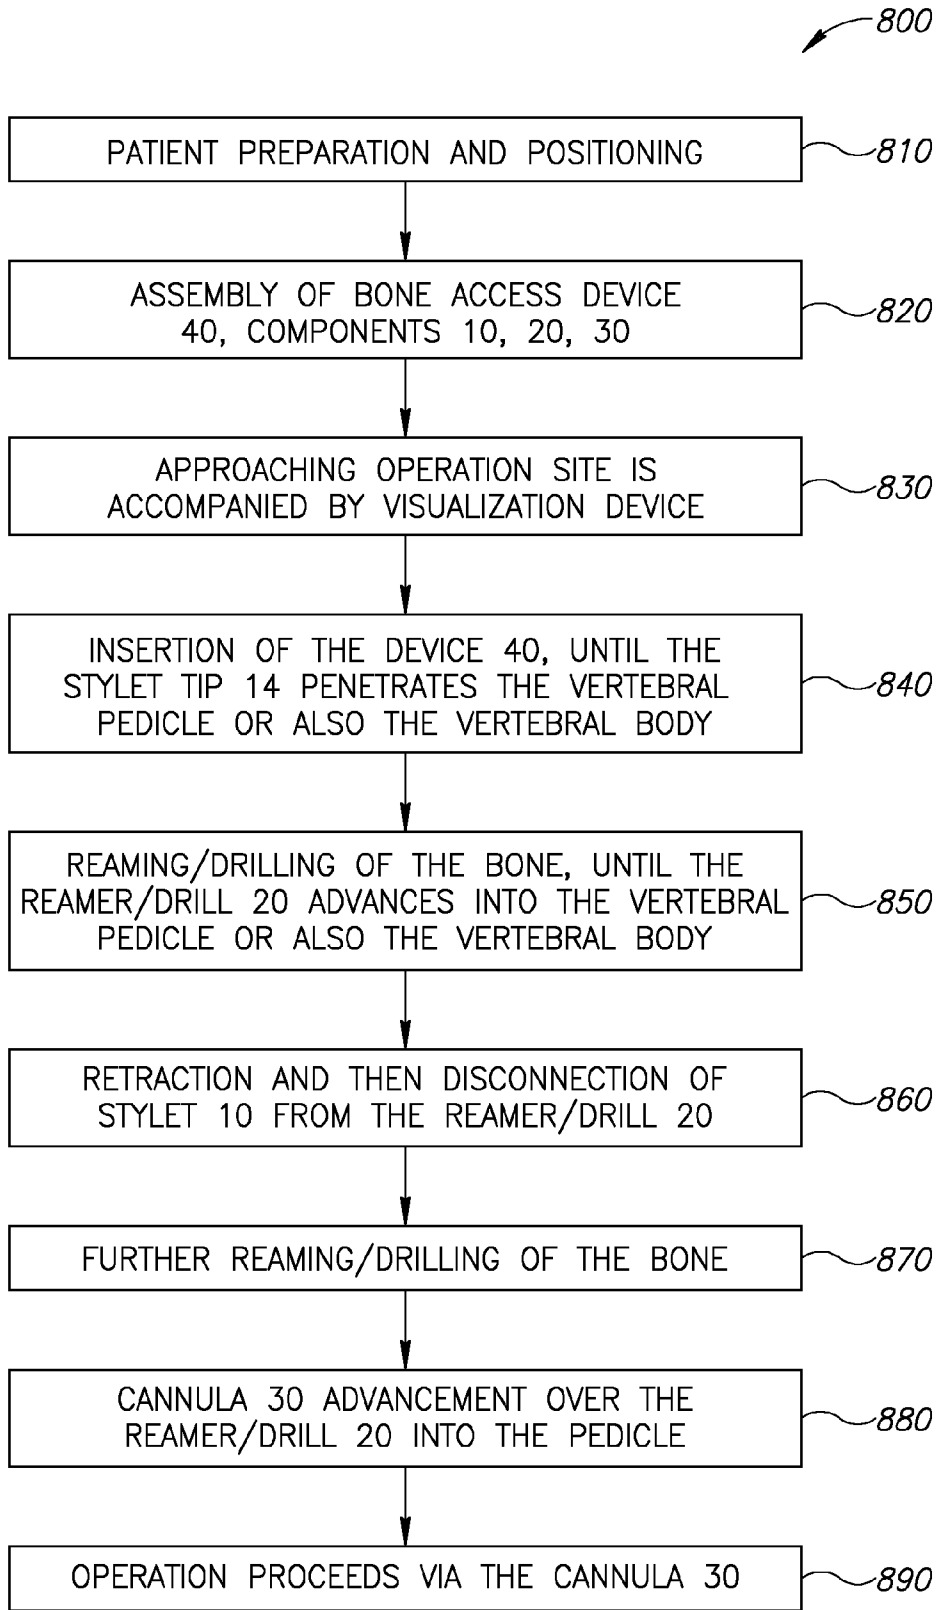 800
PATIENT PREPARATION AND POSITIONING
810
ASSEMBLY OF BONE ACCESS DEVICE
40, COMPONENTS 10, 20, 30
820
APPROACHING OPERATION SITE IS
ACCOMPANIED BY VISUALIZATION DEVICE
830
INSERTION OF THE DEVICE 40, UNTIL THE
STYLET TIP 14 PENETRATES THE VERTEBRAL
PEDICLE OR ALSO THE VERTEBRAL BODY
840
REAMING/DRILLING OF THE BONE, UNTIL THE
REAMER/DRILL 20 ADVANCES INTO THE VERTEBRAL
PEDICLE OR ALSO THE VERTEBRAL BODY
850
RETRACTION AND THEN DISCONNECTION OF
STYLET 10 FROM THE REAMER/DRILL 20
860
FURTHER REAMING/DRILLING OF THE BONE
870
CANNULA 30 ADVANCEMENT OVER THE
REAMER/DRILL 20 INTO THE PEDICLE
880
OPERATION PROCEEDS VIA THE CANNULA 30
890